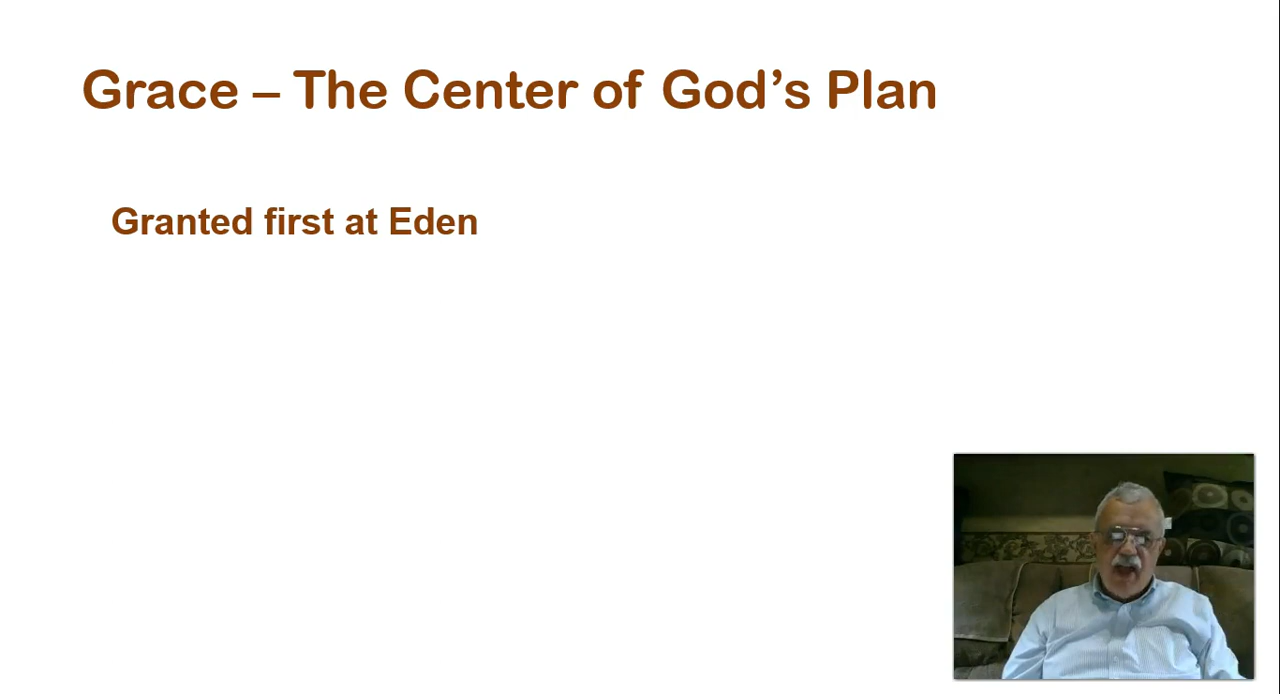 Grace – The Center of God’s Plan
Granted first at Eden